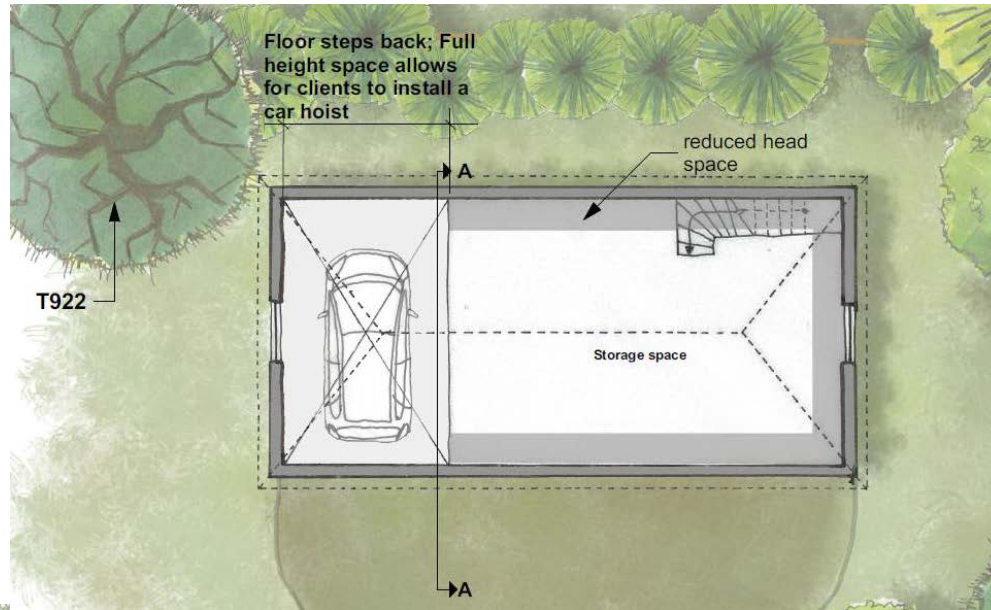 Floor steps back; Full
height space allows
for clients to install a
car hoist
reduced head
space
A
T922
Storage space
A